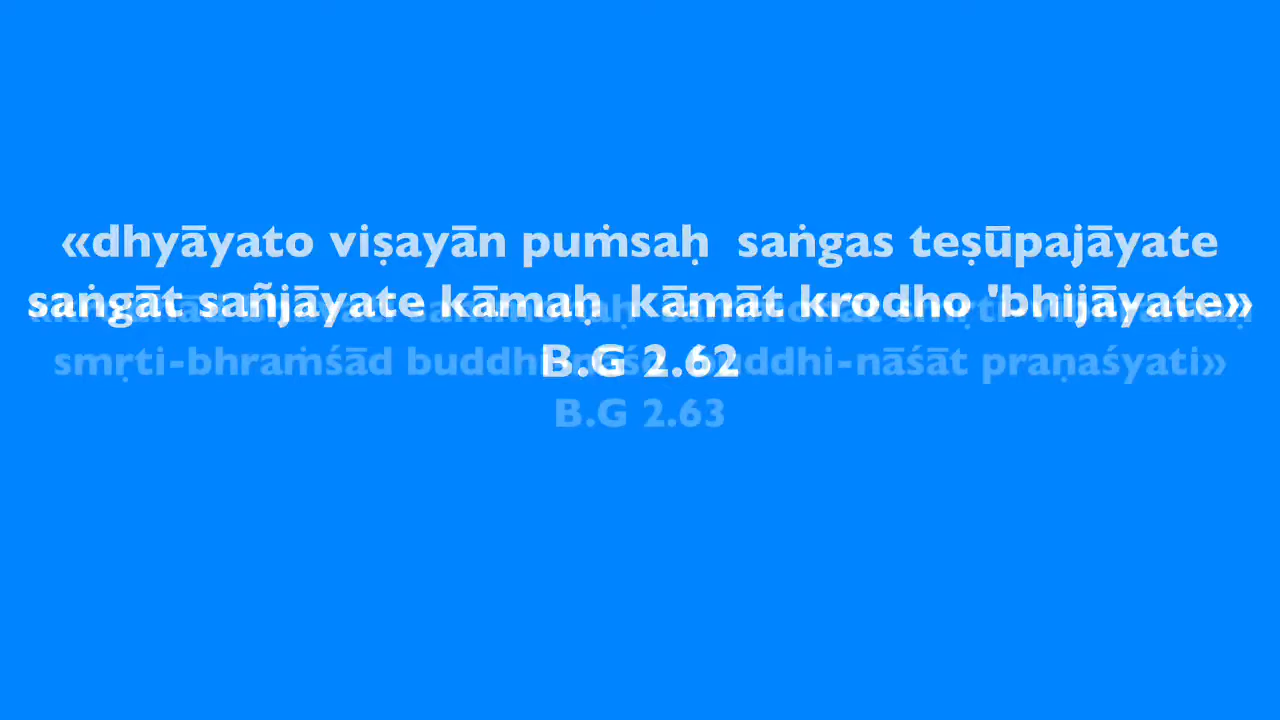 «dhyāyato viṣayān puṁsaḥ saṅgas teṣūpajāyate
saṅgāt sañjāyate kāmaḥ kāmāt krodho 'bhijāyate»
B.G 2.62
smṛti-bhraṁśād buddhi-nāśāt praṇaśyati»
B.G 2.63